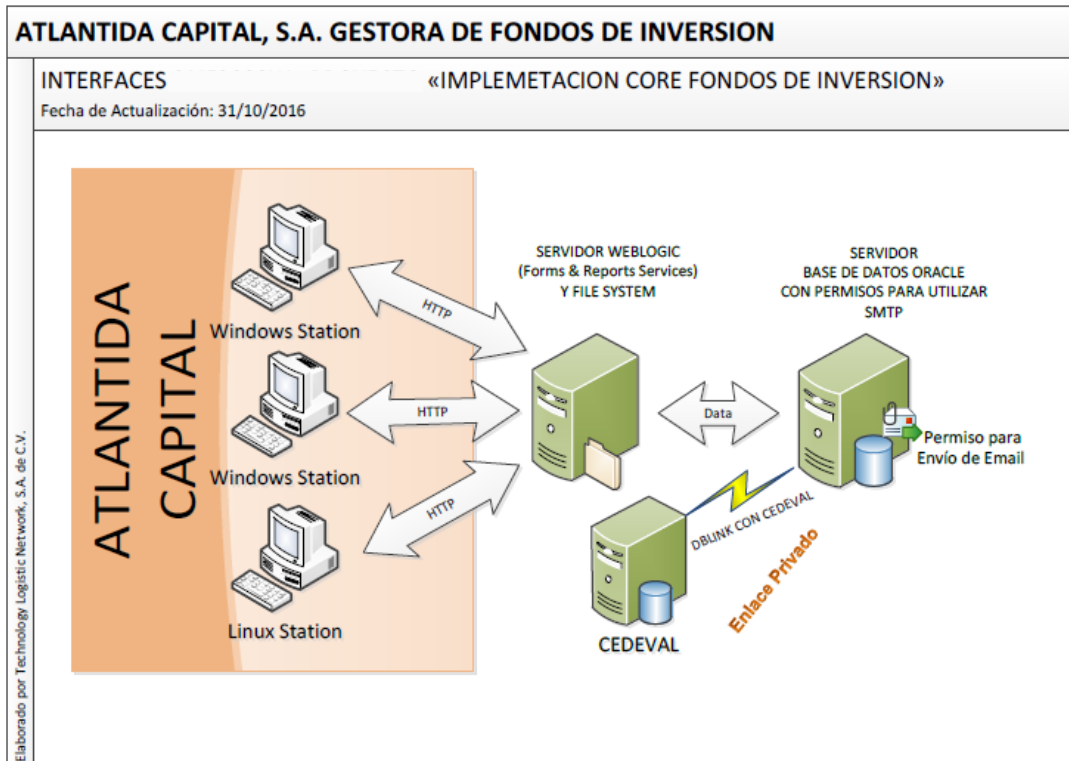 ATLANTIDA CAPITAL, S.A. GESTORA DE FONDOS DE INVERSION
INTERFACES «IMPLEMETACION CORE FONDOS DE INVERSION»
Fecha de Actualización: 31/10/2016
ATLANTIDA
CAPITAL
Windows Station
Windows Station
Linux Station
HTTP
HTTP
HTTP
SERVIDOR WEBLOGIC
(Forms & Reports Services)
Y FILE SYSTEM
Data
SERVIDOR
BASE DE DATOS ORACLE
CON PERMISOS PARA UTILIZAR
SMTP
Permiso para
Envío de Email
DBLINK CON CEDEVAL
Enlace Privado
CEDEVAL
Elaborado por Technology Logistic Network, S.A. de C.V.